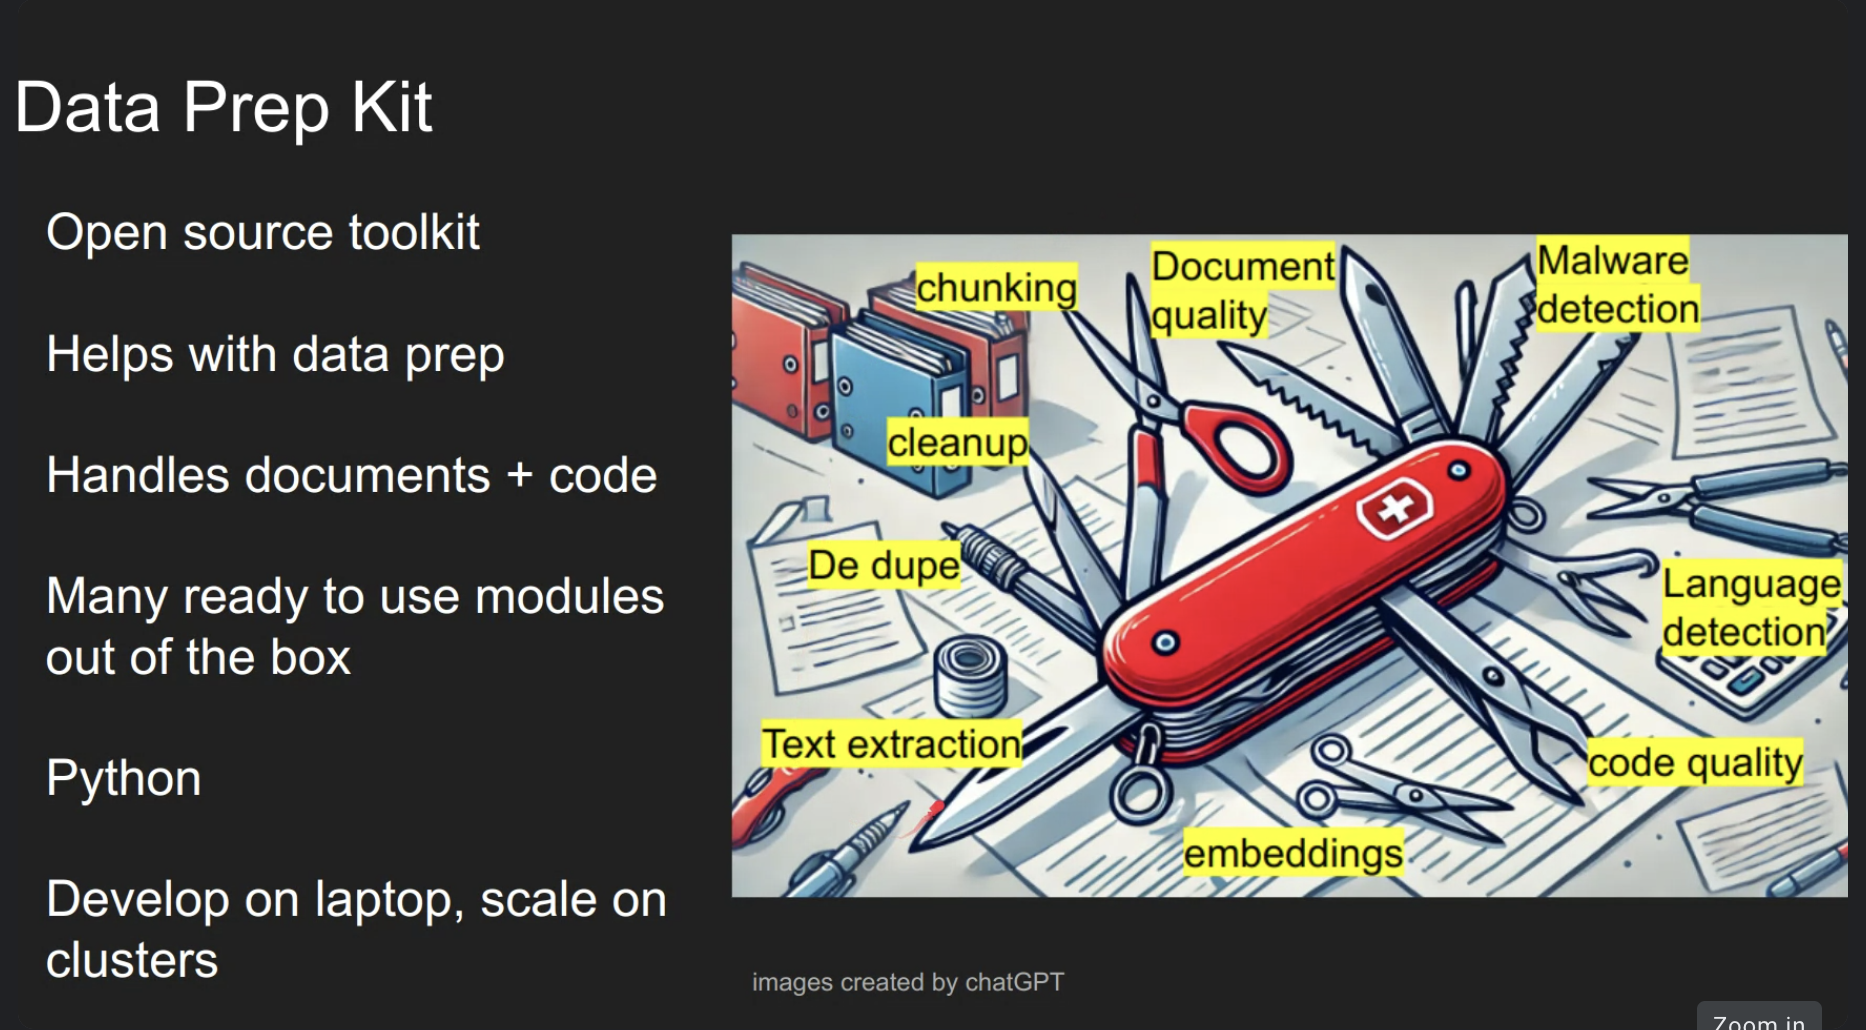 Data Prep Kit
Open source toolkit
Helps with data prep
Handles documents + code
Many ready to use modules
out of the box
Python
Develop on laptop, scale on
clusters
chunking
Document
quality
Malware
detection
cleanup
De dupe
Language
detection
Text extraction
code quality
embeddings
images created by chatGPT
Zoom in